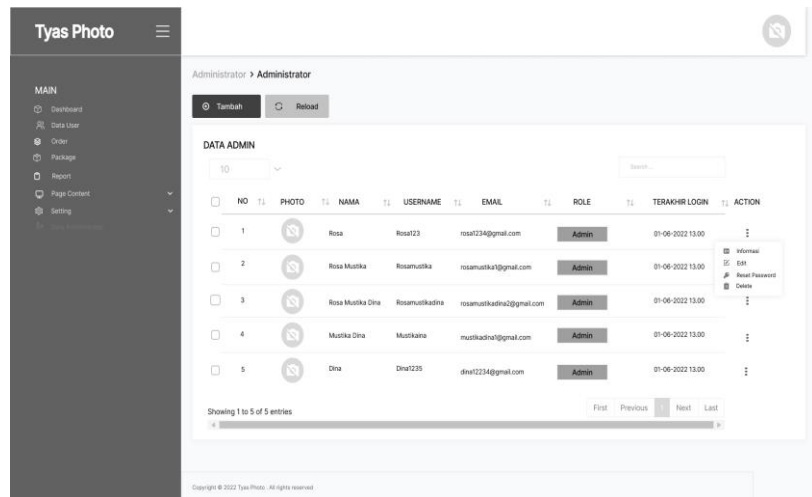 Tyas Photo
Administrator > Administrator
MAIN
Dashboard
Data User
Order
Package
Report
Page Content
Setting
Tambah
Reload
DATA ADMIN
10
Search...
NO PHOTO NAMA USERNAME EMAIL ROLE TERAKHIR LOGIN ACTION
1 Rosa Rosa123 rosa1234@gmail.com Admin 01-06-2022 13.00
2 Rosa Mustika Rosamustika rosamustika1@gmail.com Admin 01-06-2022 13.00
3 Rosa Mustika Dina Rosamustikadina rosamustikadina2@gmail.com Admin 01-06-2022 13.00
4 Mustika Dina Mustikaina mustikadina1@gmail.com Admin 01-06-2022 13.00
5 Dina Dina1235 dina12234@gmail.com Admin 01-06-2022 13.00
Informasi
Edit
Reset Password
Delete
Showing 1 to 5 of 5 entries
First Previous 1 Next Last
Copyright © 2022 Tyas Photo . All rights reserved